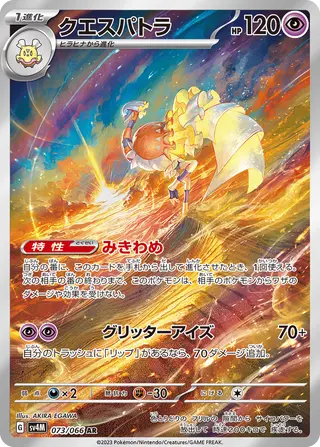 1進化
クエスパトラ
HP120
ヒラヒナから進化
特性 みきわめ
自分の番に、このカードを手札から出して進化させたとき、1回使える。
次の相手の番の終わりまで、このポケモンは、相手のポケモンからワザの
ダメージや効果を受けない。
グリッターアイズ 70+
自分のトラッシュに「リップ」があるなら、70ダメージ追加。
弱点 ×2 抵抗力 -30 にげる
Illus. AKIRA EGAWA
G sv4M 073/066 AR
©2023 Pokémon/Nintendo/Creatures/GAME FREAK.